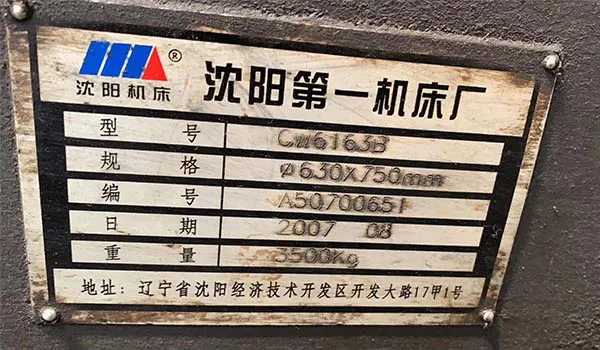 沈阳机床 ®
沈阳第一机床厂
型 号 CW6163B
规 格 ø630X750mm
编 号 A50700651
日 期 2007 08
重 量 3500Kg
地址: 辽宁省沈阳经济技术开发区开发大路17甲1号